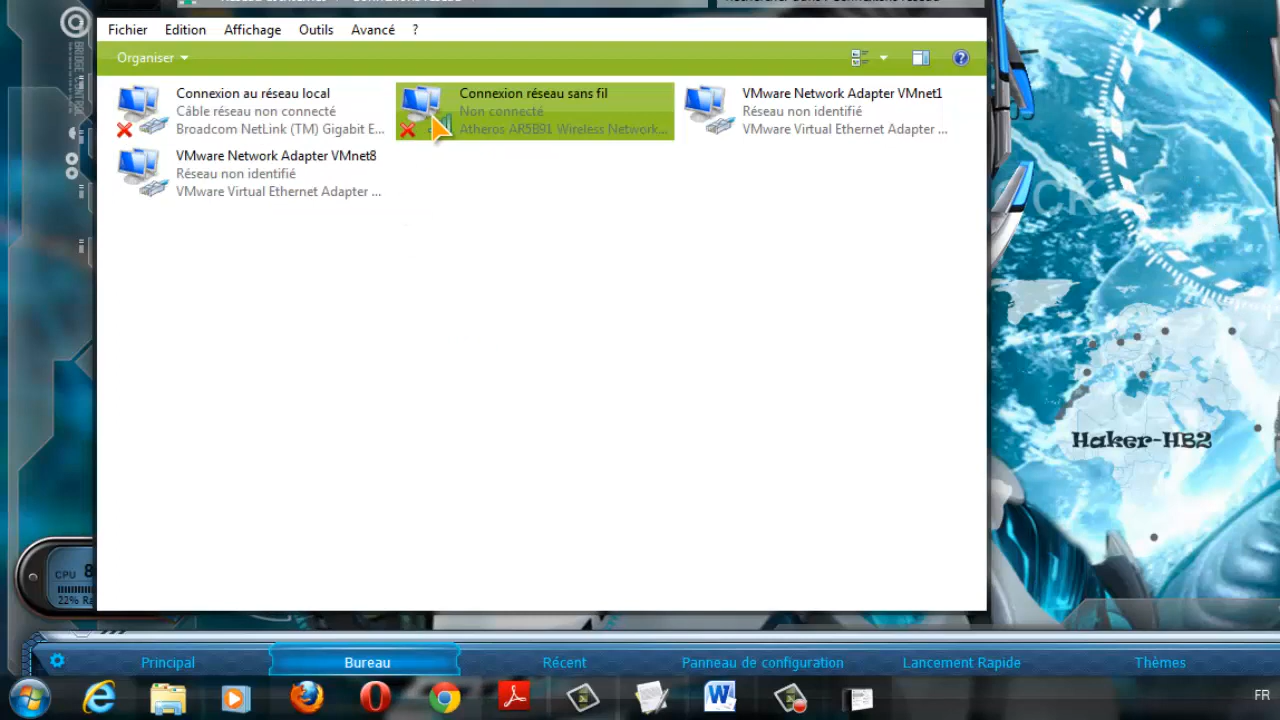 Fichier Edition Affichage Outils Avancé ?
Organiser
Connexion au réseau local
Câble réseau non connecté
Broadcom NetLink (TM) Gigabit E...
Connexion réseau sans fil
Non connecté
Atheros AR5B91 Wireless Network...
VMware Network Adapter VMnet1
Réseau non identifié
VMware Virtual Ethernet Adapter ...
VMware Network Adapter VMnet8
Réseau non identifié
VMware Virtual Ethernet Adapter ...
Haker-HB2
CPU 8
22% Ra
Principal Bureau Récent Panneau de configuration Lancement Rapide Thèmes
FR